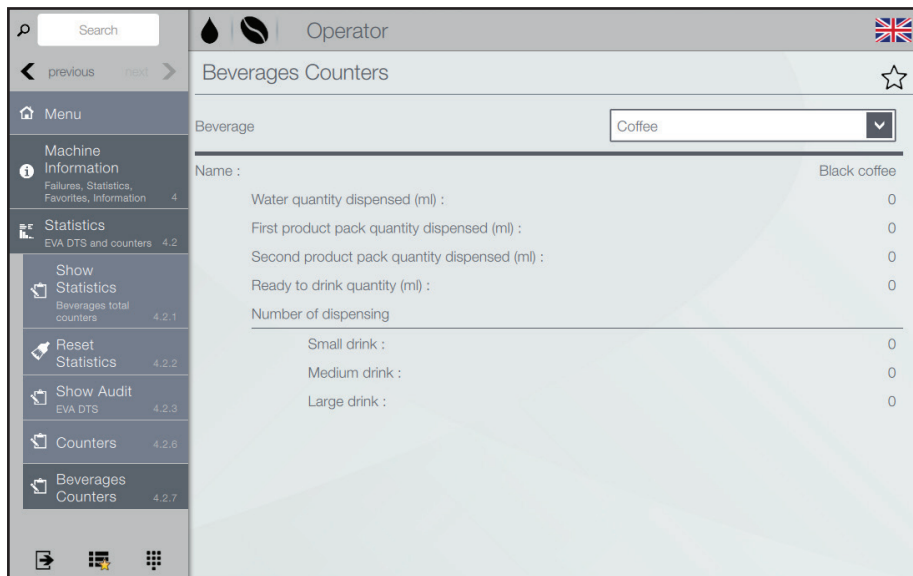 Search
Operator
previous
next
Beverages Counters
Menu
Beverage
Coffee
Machine
Information
Failures, Statistics,
Favorites, Information 4
Name : Black coffee
Water quantity dispensed (ml) : 0
First product pack quantity dispensed (ml) : 0
Second product pack quantity dispensed (ml) : 0
Ready to drink quantity (ml) : 0
Number of dispensing
Small drink : 0
Medium drink : 0
Large drink : 0
Statistics
EVA DTS and counters 4.2
Show
Statistics
Beverages total
counters 4.2.1
Reset
Statistics 4.2.2
Show Audit
EVA DTS 4.2.3
Counters 4.2.6
Beverages
Counters 4.2.7